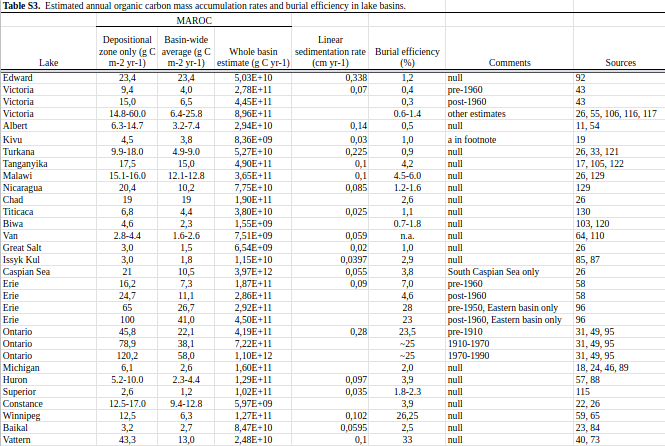 Table S3. Estimated annual organic carbon mass accumulation rates and burial efficiency in lake basins.
MAROC
Lake Depositional zone only (g C m-2 yr-1) Basin-wide average (g C m-2 yr-1) Whole basin estimate (g C yr-1) Linear sedimentation rate (cm yr-1) Burial efficiency (%) Comments Sources
Edward 23,4 23,4 5,03E+10 0,338 1,2 null 92
Victoria 9,4 4,0 2,78E+11 0,07 0,4 pre-1960 43
Victoria 15,0 6,5 4,45E+11 0,3 post-1960 43
Victoria 14.8-60.0 6.4-25.8 8,96E+11 0.6-1.4 other estimates 26, 55, 106, 116, 117
Albert 6.3-14.7 3.2-7.4 2,94E+10 0,14 0,5 null 11, 54
Kivu 4,5 3,8 8,36E+09 0,03 1,0 a in footnote 19
Turkana 9.9-18.0 4.9-9.0 5,27E+10 0,225 0,9 null 26, 33, 121
Tanganyika 17,5 15,0 4,90E+11 0,1 4,2 null 17, 105, 122
Malawi 15.1-16.0 12.1-12.8 3,65E+11 0,1 4.5-6.0 null 26, 129
Nicaragua 20,4 10,2 7,75E+10 0,085 1.2-1.6 null 129
Chad 19 19 1,90E+11 2,6 null 26
Titicaca 6,8 4,4 3,80E+10 0,025 1,1 null 130
Biwa 4,6 2,3 1,55E+09 0.7-1.8 null 103, 120
Van 2.8-4.4 1.6-2.6 7,51E+09 0,059 n.a. null 64, 110
Great Salt 3,0 1,5 6,54E+09 0,02 1,0 null 26
Issyk Kul 3,0 1,8 1,15E+10 0,0397 2,9 null 85, 87
Caspian Sea 21 10,5 3,97E+12 0,055 3,8 South Caspian Sea only 26
Erie 16,2 7,3 1,87E+11 0,09 7,0 pre-1960 58
Erie 24,7 11,1 2,86E+11 4,6 post-1960 58
Erie 65 26,7 2,92E+11 28 pre-1950, Eastern basin only 96
Erie 100 41,0 4,50E+11 23 post-1960, Eastern basin only 96
Ontario 45,8 22,1 4,19E+11 0,28 23,5 pre-1910 31, 49, 95
Ontario 78,9 38,1 7,22E+11 ~25 1910-1970 31, 49, 95
Ontario 120,2 58,0 1,10E+12 ~25 1970-1990 31, 49, 95
Michigan 6,1 2,6 1,60E+11 2,0 null 18, 24, 46, 89
Huron 5.2-10.0 2.3-4.4 1,29E+11 0,097 3,9 null 57, 88
Superior 2,6 1,2 1,02E+11 0,035 1.8-2.3 null 115
Constance 12.5-17.0 9.4-12.8 5,97E+09 3,9 null 22, 26
Winnipeg 12,5 6,3 1,27E+11 0,102 26,25 null 59, 65
Baikal 3,2 2,7 8,47E+10 0,0595 2,5 null 23, 84
Vattern 43,3 13,0 2,48E+10 0,1 33 null 40, 73